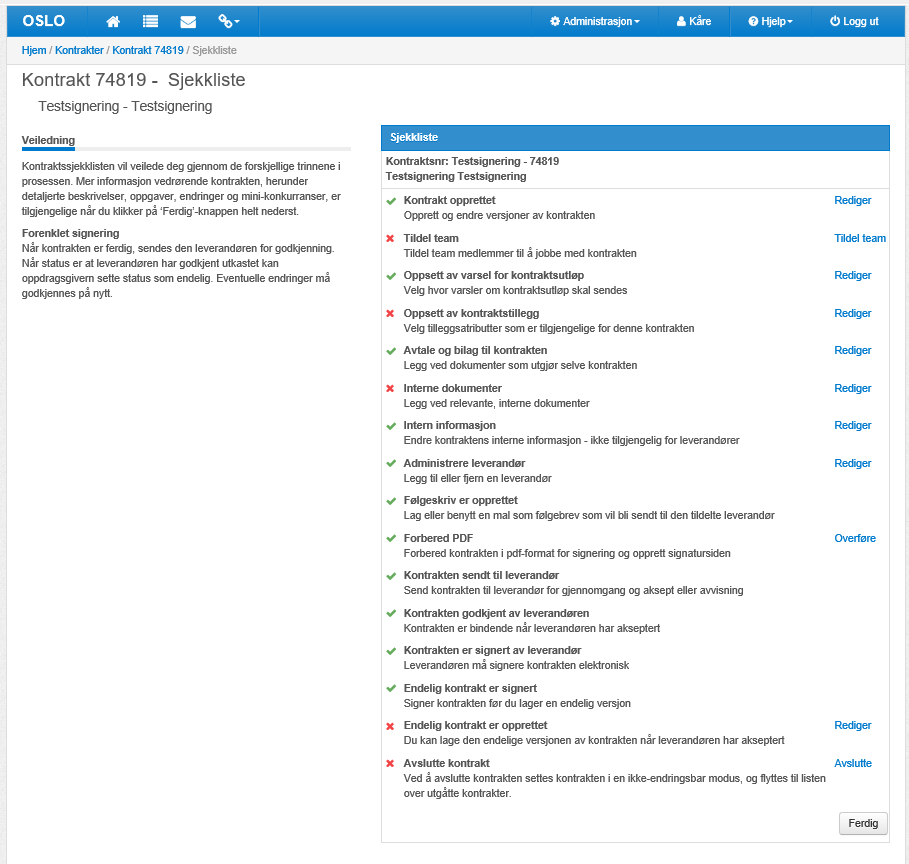 OSLO
Administrasjon
Kåre
Hjelp
Logg ut
Hjem / Kontrakter / Kontrakt 74819 / Sjekkliste
Kontrakt 74819 - Sjekkliste
Testsignering - Testsignering
Veiledning
Kontraktssjekklisten vil veilede deg gjennom de forskjellige trinnene i
prosessen. Mer informasjon vedrørende kontrakten, herunder
detaljerte beskrivelser, oppgaver, endringer og mini-konkurranser, er
tilgjengelige når du klikker på 'Ferdig'-knappen helt nederst.
Forenklet signering
Når kontrakten er ferdig, sendes den leverandøren for godkjenning.
Når status er at leverandøren har godkjent utkastet kan
oppdragsgivern sette status som endelig. Eventuelle endringer må
godkjennes på nytt.
Sjekkliste
Kontraktsnr: Testsignering - 74819
Testsignering Testsignering
Kontrakt opprettet Rediger
Opprett og endre versjoner av kontrakten
Tildel team Tildel team
Tildel team medlemmer til å jobbe med kontrakten
Oppsett av varsel for kontraktsutløp Rediger
Velg hvor varsler om kontraktsutløp skal sendes
Oppsett av kontraktstillegg Rediger
Velg tilleggsatributter som er tilgjengelige for denne kontrakten
Avtale og bilag til kontrakten Rediger
Legg ved dokumenter som utgjør selve kontrakten
Interne dokumenter Rediger
Legg ved relevante, interne dokumenter
Intern informasjon Rediger
Endre kontraktens interne informasjon - ikke tilgjengelig for leverandører
Administrere leverandør Rediger
Legg til eller fjern en leverandør
Følgeskriv er opprettet
Lag eller benytt en mal som følgebrev som vil bli sendt til den tildelte leverandør
Forbered PDF Overføre
Forbered kontrakten i pdf-format for signering og opprett signatursiden
Kontrakten sendt til leverandør
Send kontrakten til leverandør for gjennomgang og aksept eller avvisning
Kontrakten godkjent av leverandøren
Kontrakten er bindende når leverandøren har akseptert
Kontrakten er signert av leverandør
Leverandøren må signere kontrakten elektronisk
Endelig kontrakt er signert
Signer kontrakten før du lager en endelig versjon
Endelig kontrakt er opprettet Rediger
Du kan lage den endelige versjonen av kontrakten når leverandøren har akseptert
Avslutte kontrakt Avslutte
Ved å avslutte kontrakten settes kontrakten i en ikke-endringsbar modus, og flyttes til listen
over utgåtte kontrakter.
Ferdig